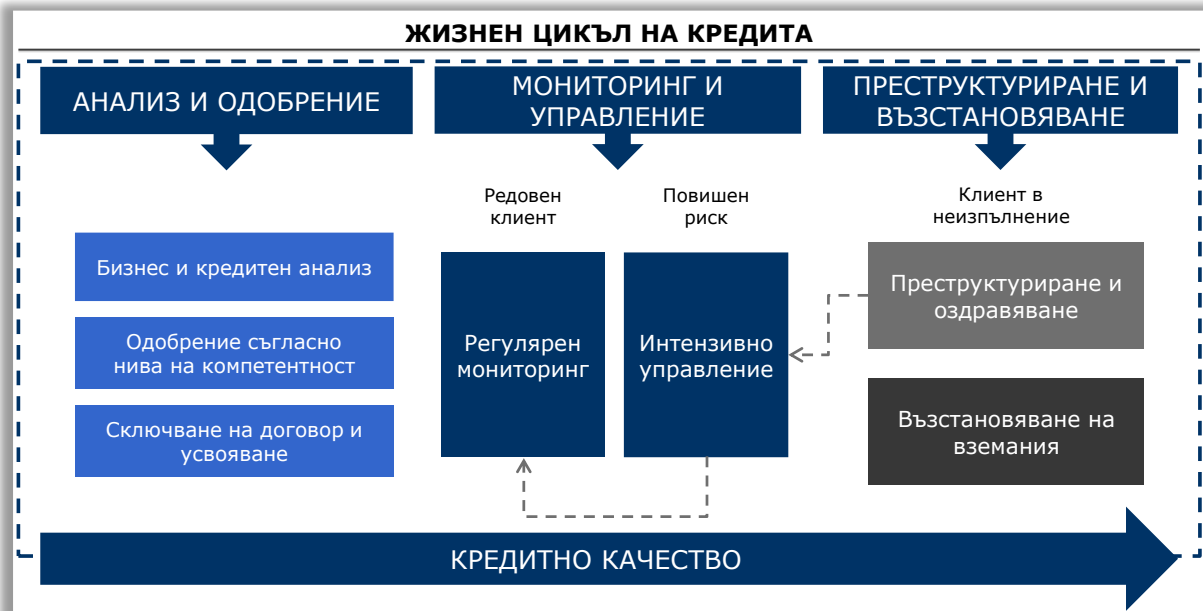 ЖИЗНЕН ЦИКЪЛ НА КРЕДИТА
АНАЛИЗ И ОДОБРЕНИЕ
Бизнес и кредитен анализ
Одобрение съгласно
нива на компетентност
Сключване на договор и
усвояване
МОНИТОРИНГ И
УПРАВЛЕНИЕ
Редовен
клиент
Регулярен
мониторинг
Повишен
риск
Интензивно
управление
ПРЕСТРУКТУРИРАНЕ И
ВЪЗСТАНОВЯВАНЕ
Клиент в
неизпълнение
Преструктуриране и
оздравяване
Възстановяване на
вземания
КРЕДИТНО КАЧЕСТВО